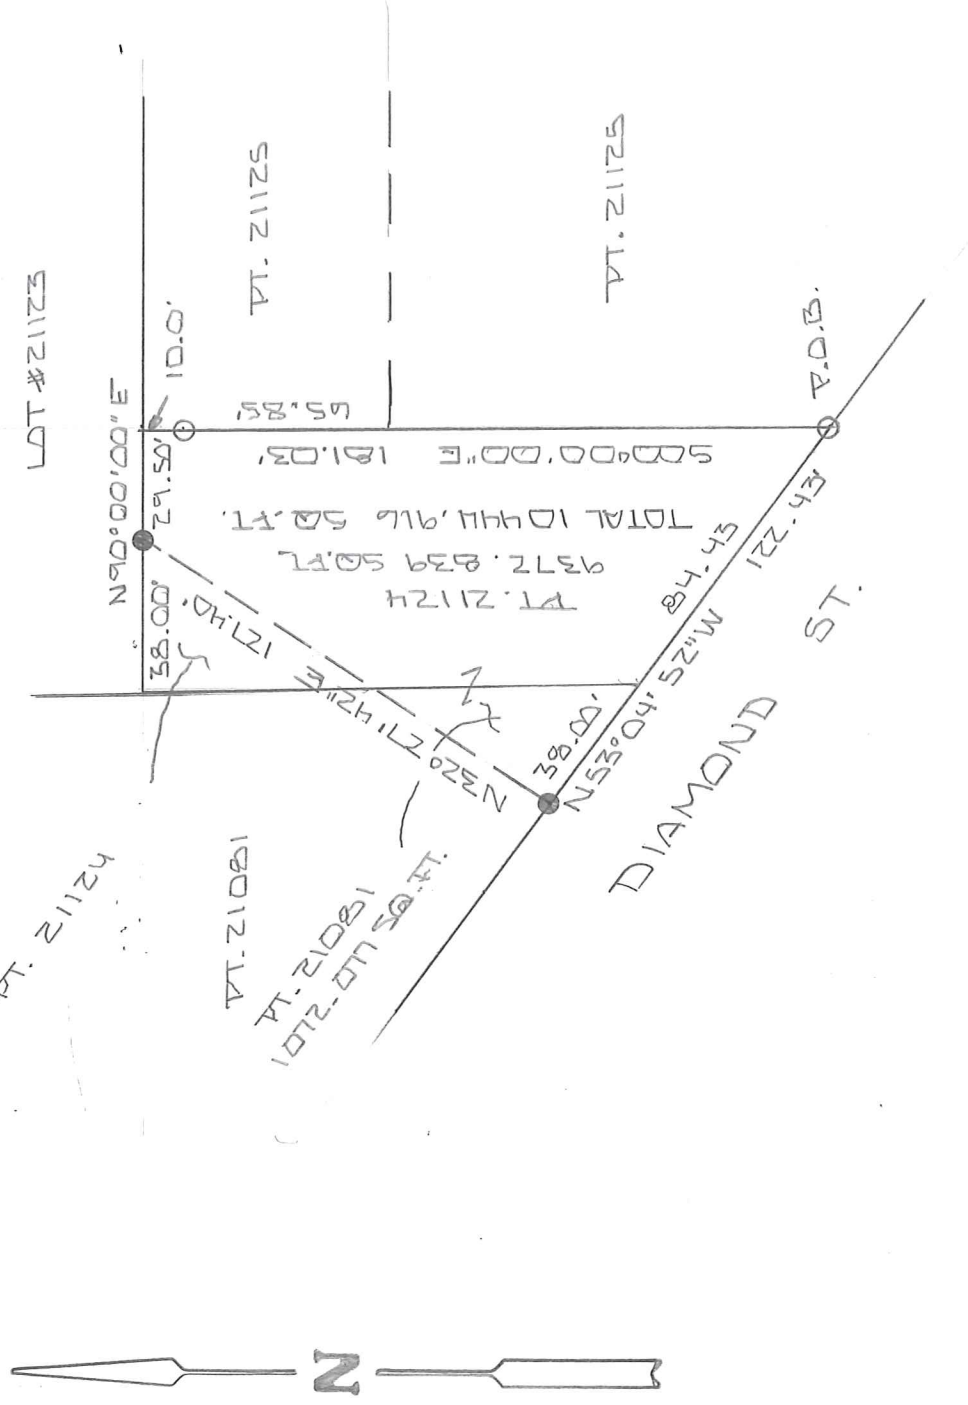 LOT #21123
PT. 21125
PT. 21125
10.0'
N90°00'00"E
29.50'
38.00'
65.85'
S00°00'00"E 181.03'
TOTAL 10444.916 SQ.FT.
9372.839 SQ.FT.
PT. 21124
P.O.B.
127.40'
N32° 27' 42"E
84.43
122.43'
38.00'
N53°04' 52"W
DIAMOND ST.
PT. 21124
PT. 21081
PT. 21081
1072.077 SQ.FT.
N